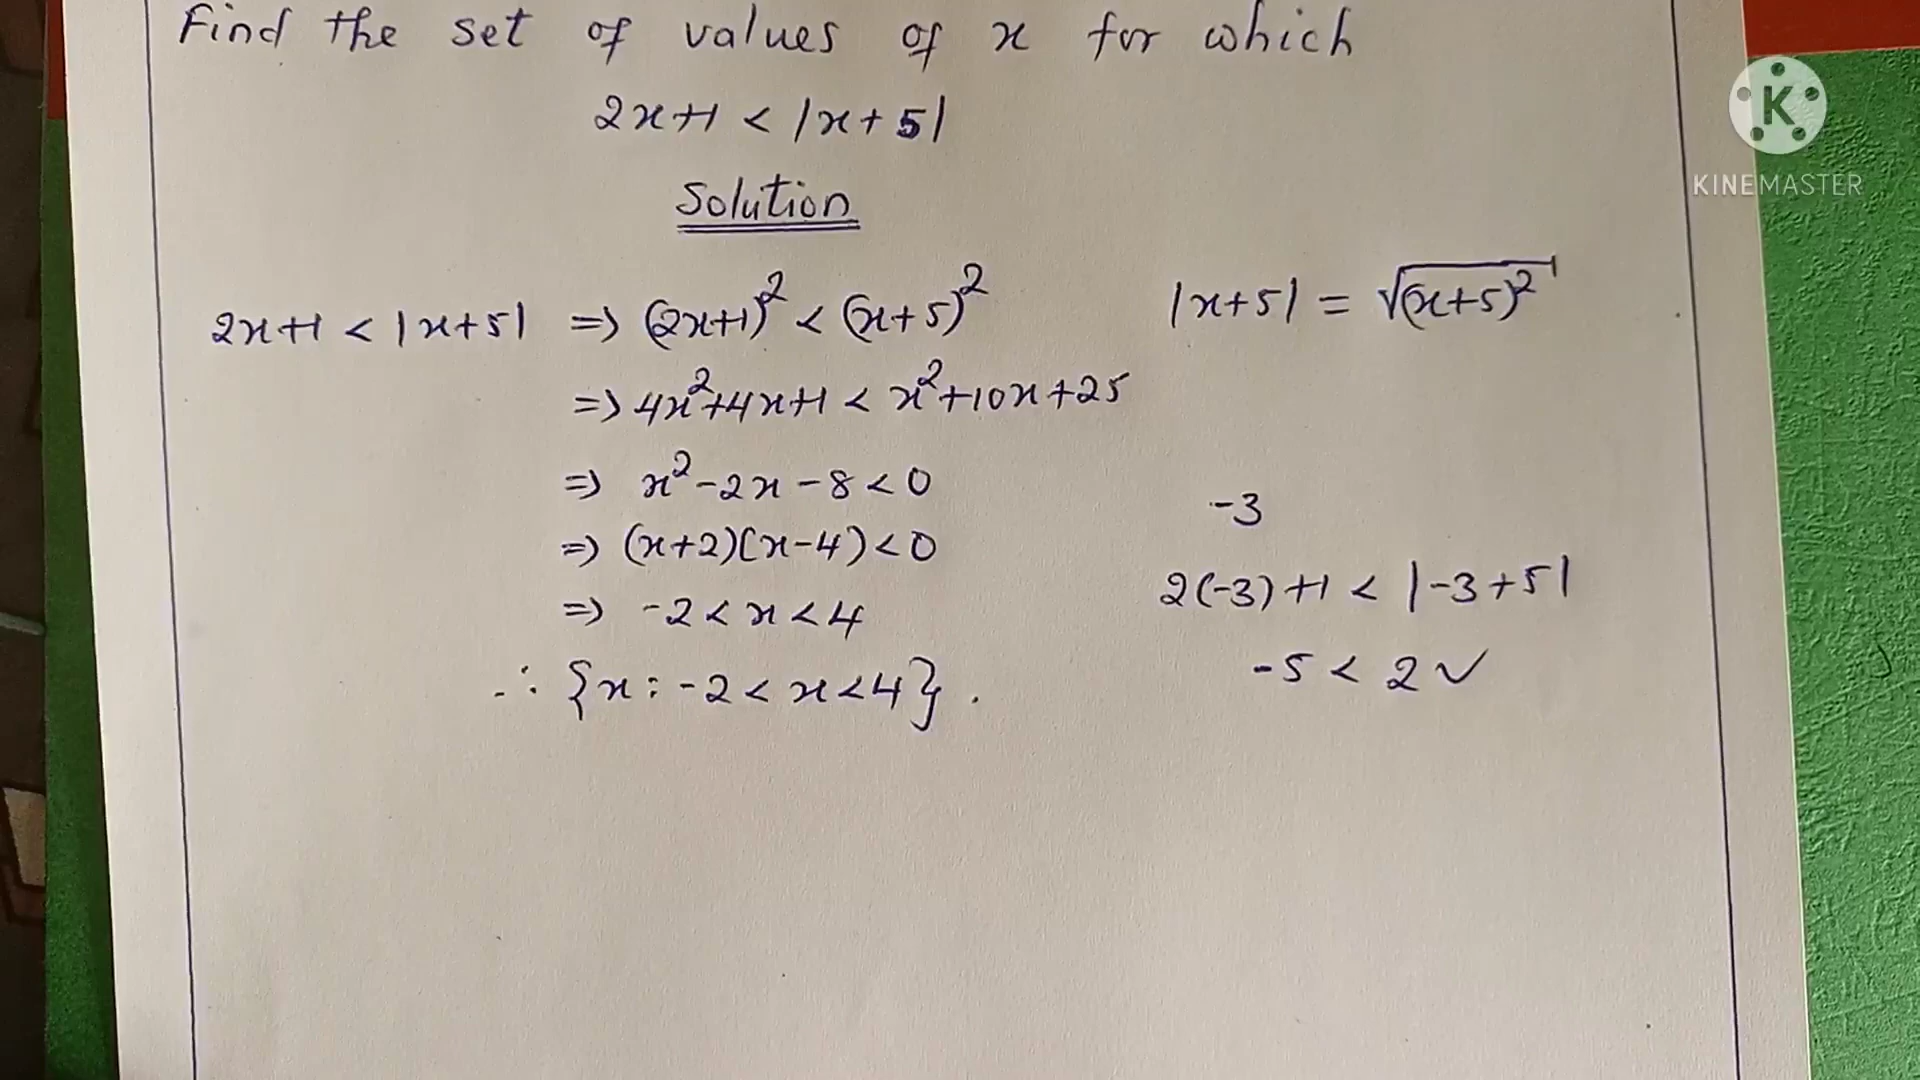 Find the set of values of x for which
2x+1 < |x+5|
Solution
2x+1 < |x+5| => (2x+1)² < (x+5)²
|x+5| = √(x+5)²
=> 4x²+4x+1 < x²+10x+25
=> x²-2x-8<0
=> (x+2)(x-4)<0
=> -2<x<4
∴ {x: -2<x<4}.
-3
2(-3)+1 < |-3+5|
-5 < 2 ✓
K
KINEMASTER